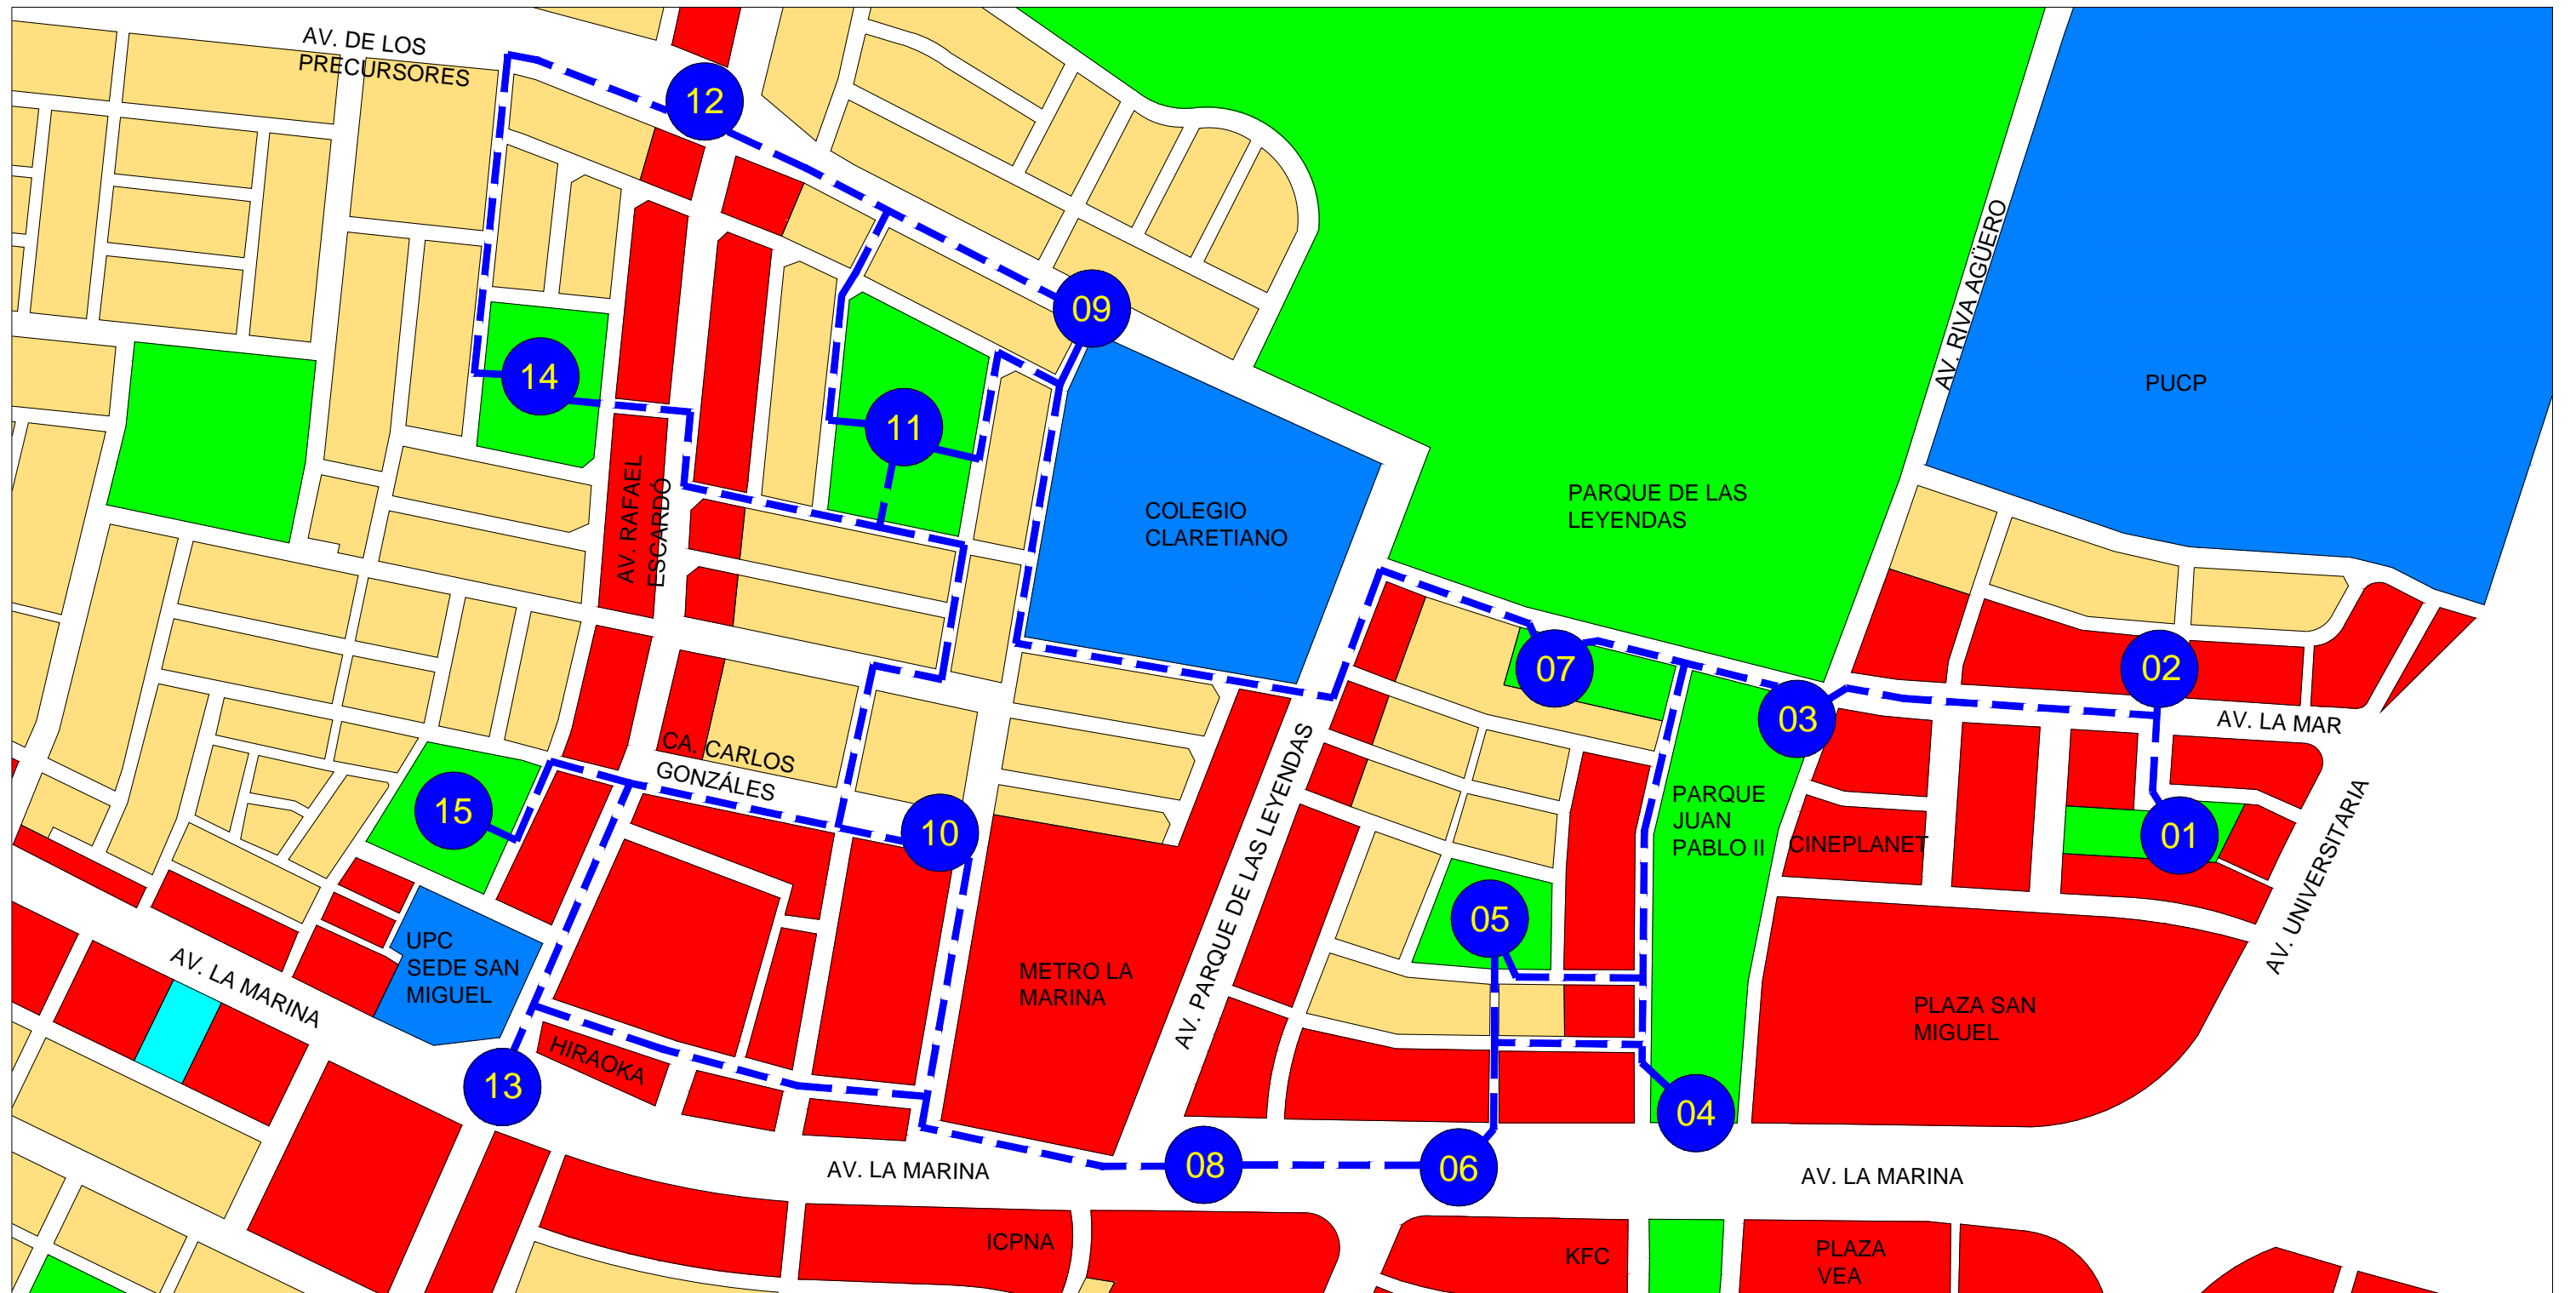 AV. DE LOS
PRECURSORES
12
AV. RIVA AGÜERO
09
14
PUCP
11
AV. RAFAEL
ESCARDÓ
COLEGIO
CLARETIANO
PARQUE DE LAS
LEYENDAS
07
02
03
AV. LA MAR
CA. CARLOS
GONZÁLES
15
10
AV. PARQUE DE LAS LEYENDAS
PARQUE
JUAN
PABLO II
CINEPLANET
01
AV. UNIVERSITARIA
05
UPC
SEDE SAN
MIGUEL
AV. LA MARINA
METRO LA
MARINA
PLAZA SAN
MIGUEL
HIRAOKA
13
04
08
06
AV. LA MARINA
AV. LA MARINA
ICPNA
KFC
PLAZA
VEA